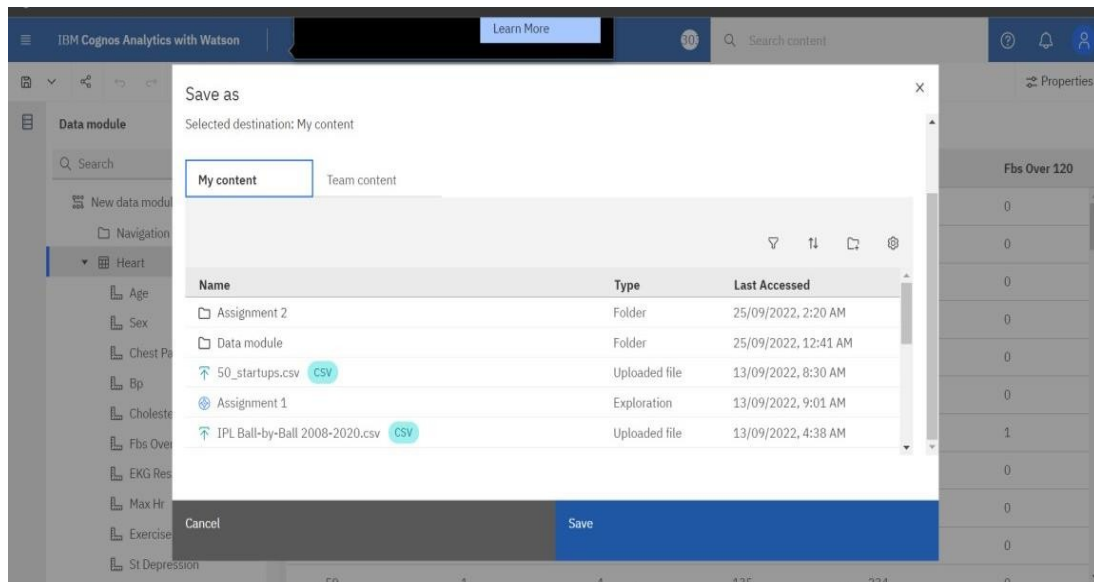 Learn More
IBM Cognos Analytics with Watson
30
Search content
Properties
Save as
X
Selected destination: My content
Data module
Search
My content
Team content
Fbs Over 120
New data modul
0
Navigation
0
Heart
Name Type Last Accessed
0
Age
Assignment 2 Folder 25/09/2022, 2:20 AM
0
Sex
Data module Folder 25/09/2022, 12:41 AM
0
Chest Pa
50_startups.csv CSV Uploaded file 13/09/2022, 8:30 AM
0
Bp
Assignment 1 Exploration 13/09/2022, 9:01 AM
Choleste
IPL Ball-by-Ball 2008-2020.csv CSV Uploaded file 13/09/2022, 4:38 AM
1
Fbs Over
EKG Res
0
Max Hr
0
Cancel
Save
Exercise
0
St Depression